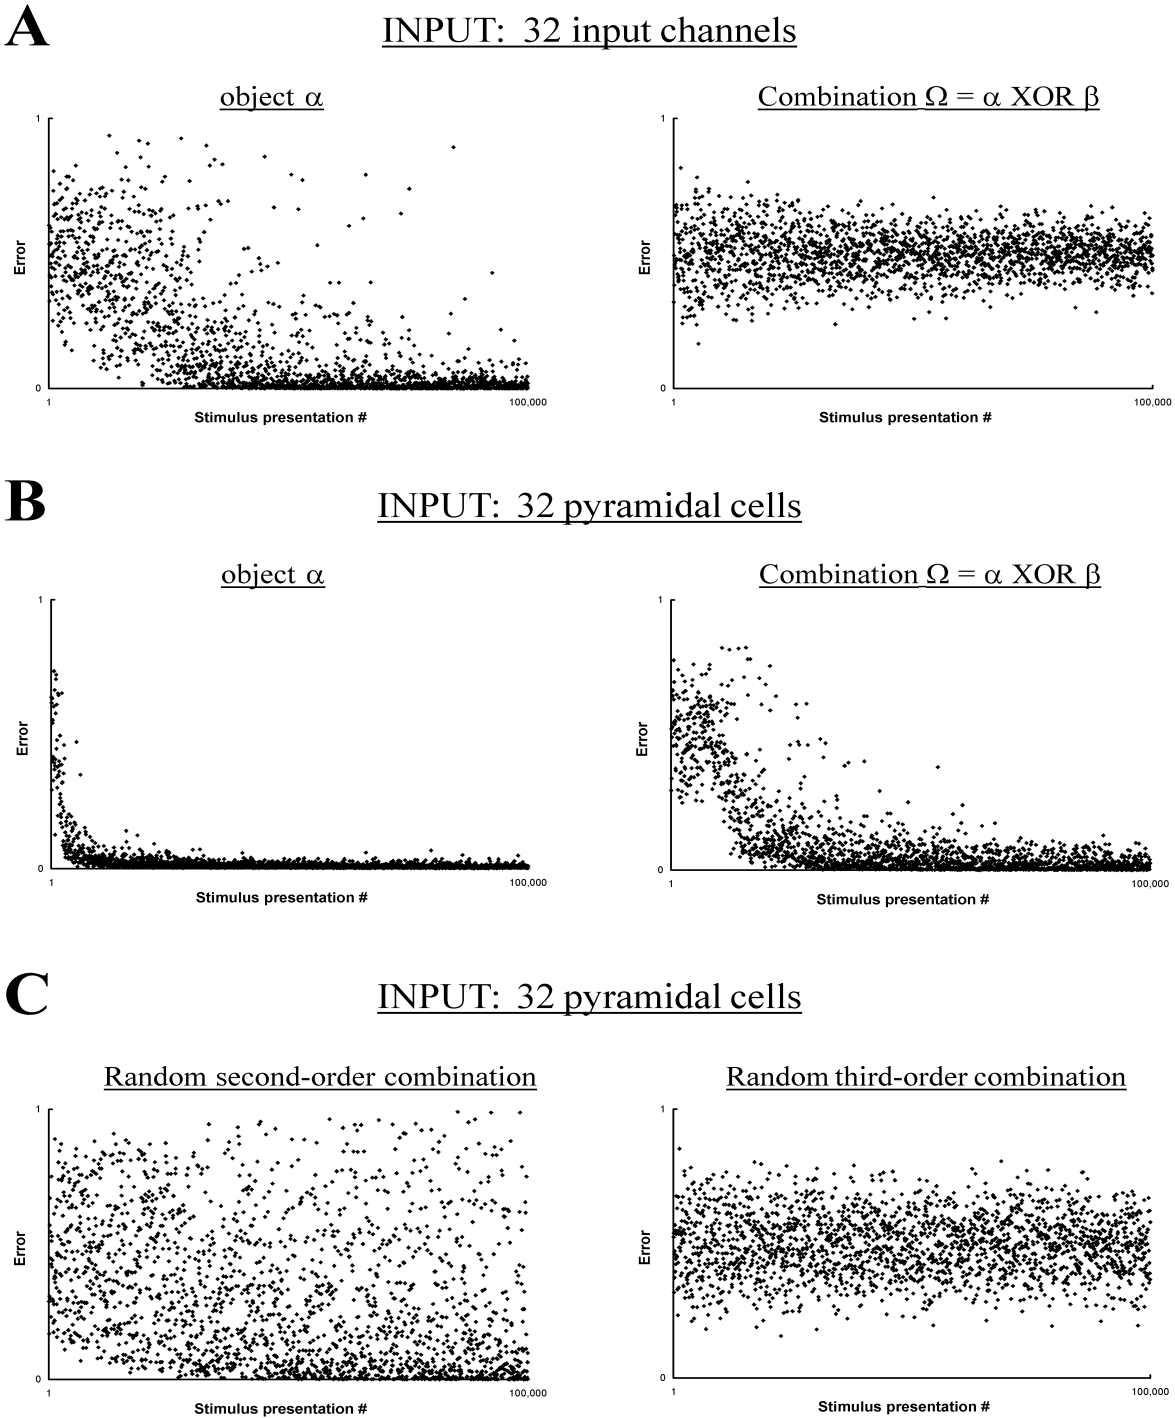 A
INPUT: 32 input channels
object α
Combination Ω = α XOR β
1
Error
0
1
100,000
Stimulus presentation #
1
Error
0
1
100,000
Stimulus presentation #
B
INPUT: 32 pyramidal cells
object α
Combination Ω = α XOR β
1
Error
0
1
100,000
Stimulus presentation #
1
Error
0
1
100,000
Stimulus presentation #
C
INPUT: 32 pyramidal cells
Random second-order combination
Random third-order combination
1
Error
0
1
100,000
Stimulus presentation #
1
Error
0
1
100,000
Stimulus presentation #